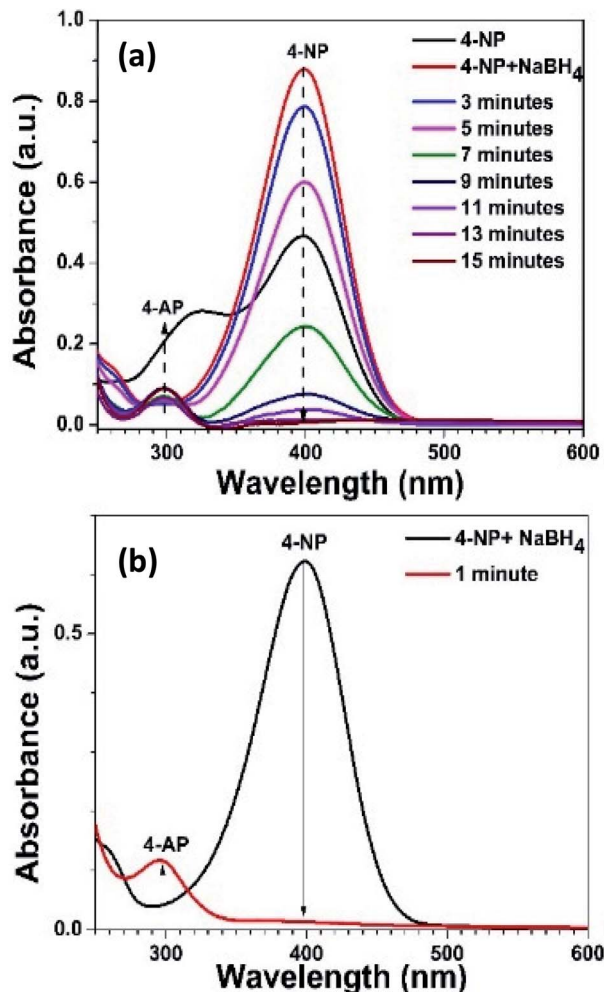 (a)
4-NP
4-AP
4-NP
4-NP+NaBH4
3 minutes
5 minutes
7 minutes
9 minutes
11 minutes
13 minutes
15 minutes
Absorbance (a.u.)
1.0
0.8
0.6
0.4
0.2
0.0
300 400 500 600
Wavelength (nm)
(b)
4-NP
4-AP
4-NP+ NaBH4
1 minute
Absorbance (a.u.)
0.5
0.0
300 400 500 600
Wavelength (nm)